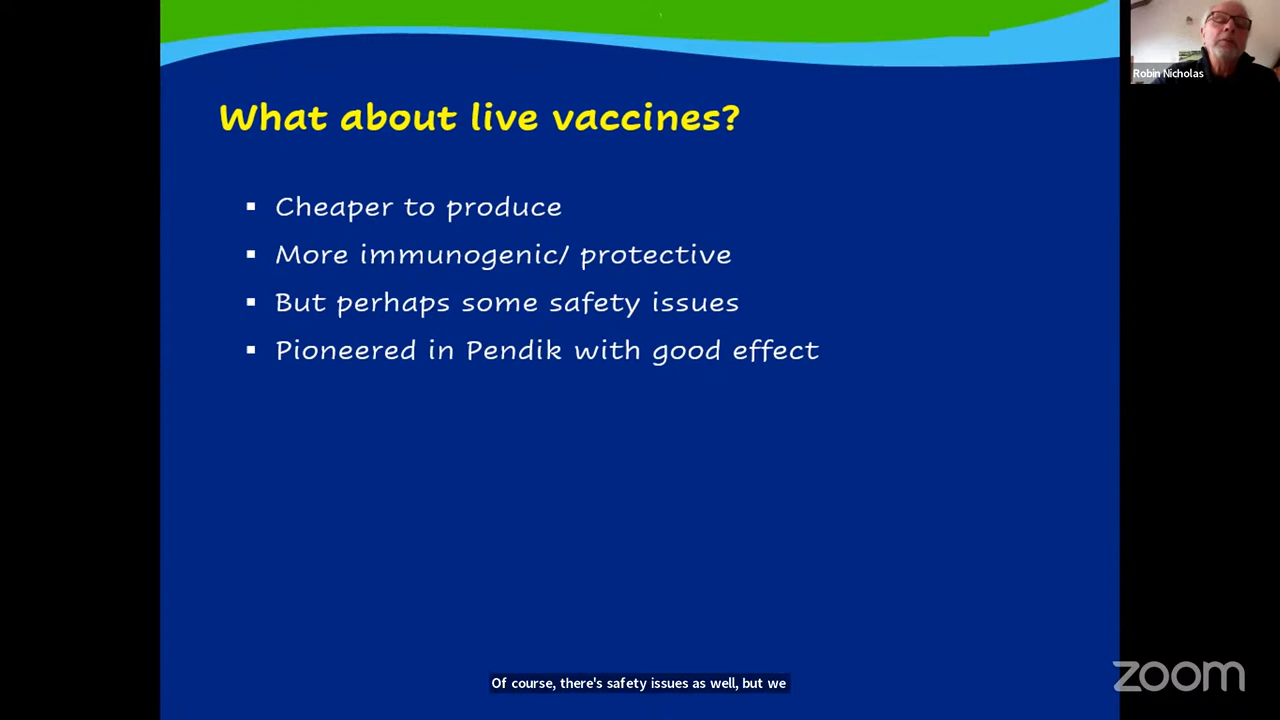 What about live vaccines?
▪ Cheaper to produce
▪ More immunogenic/ protective
▪ But perhaps some safety issues
▪ Pioneered in Pendik with good effect
Robin Nicholas
Of course, there's safety issues as well, but we
zoom